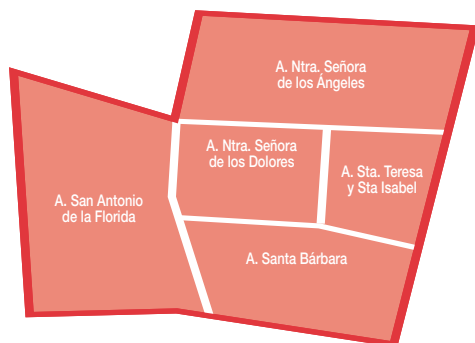 A. Ntra. Señora
de los Ángeles
A. Ntra. Señora
de los Dolores
A. Sta. Teresa
y Sta Isabel
A. San Antonio
de la Florida
A. Santa Bárbara